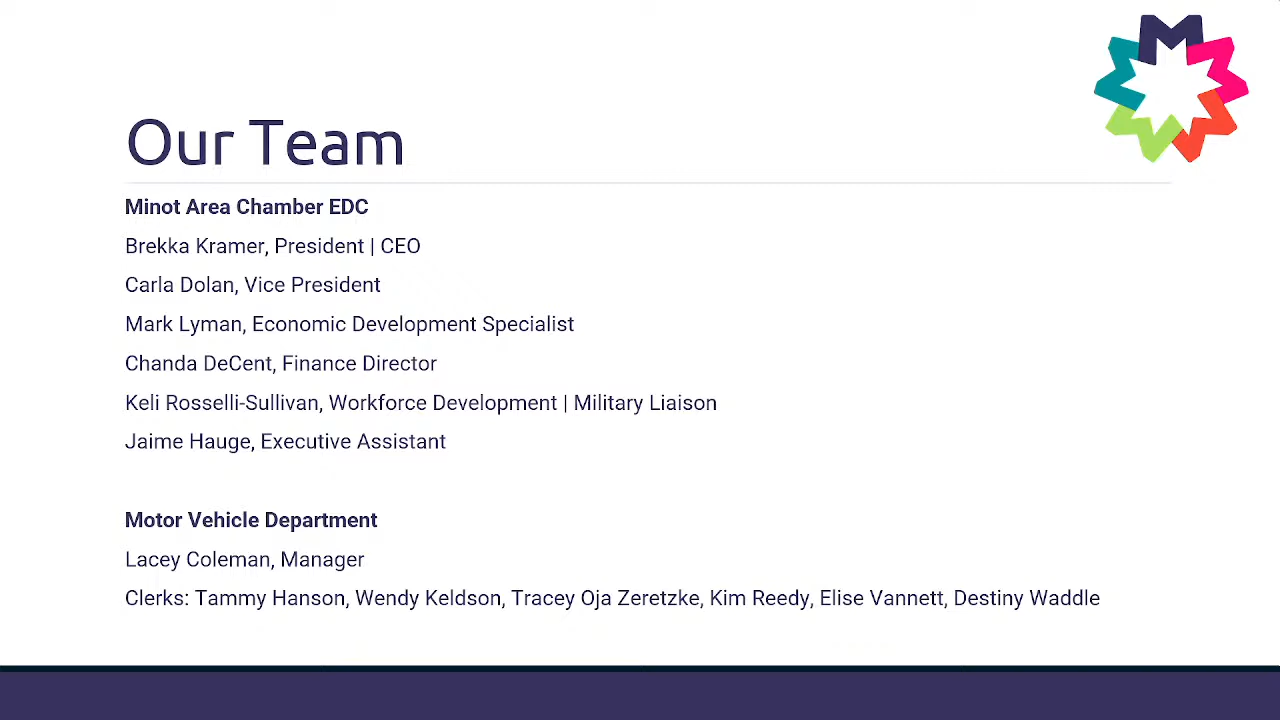 Our Team
Minot Area Chamber EDC
Brekka Kramer, President | CEO
Carla Dolan, Vice President
Mark Lyman, Economic Development Specialist
Chanda DeCent, Finance Director
Keli Rosselli-Sullivan, Workforce Development | Military Liaison
Jaime Hauge, Executive Assistant
Motor Vehicle Department
Lacey Coleman, Manager
Clerks: Tammy Hanson, Wendy Keldson, Tracey Oja Zeretzke, Kim Reedy, Elise Vannett, Destiny Waddle